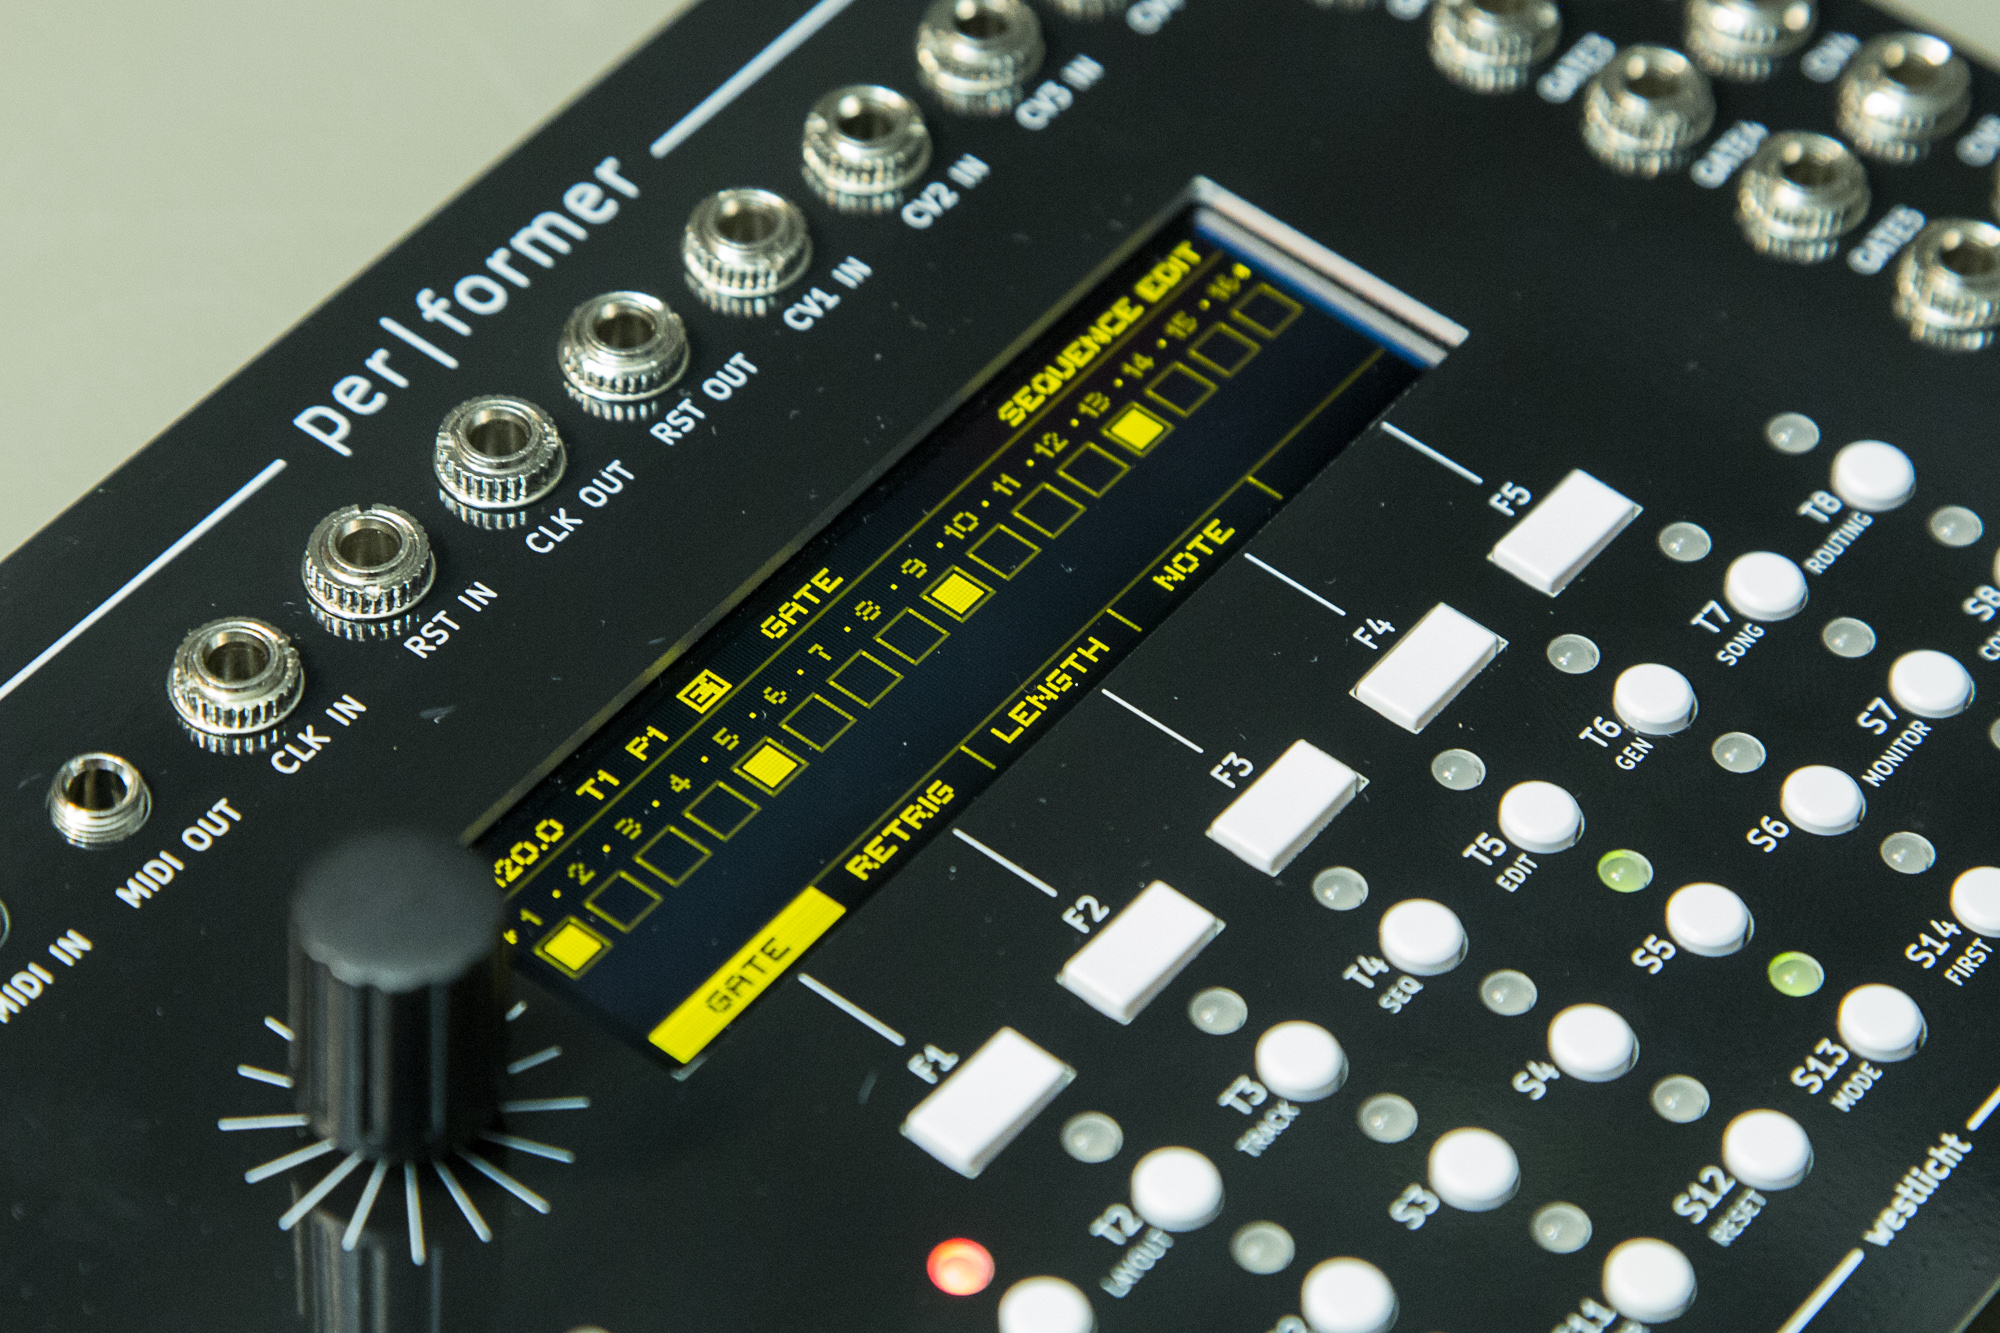 per|former
MIDI IN
MIDI OUT
CLK IN
RST IN
CLK OUT
RST OUT
CV1 IN
CV2 IN
CV3 IN
GATE3
GATE4
GATE5
20.0 T1 P1 GATE SEQUENCE EDIT
1 2 3 4 5 6 7 8 9 10 11 12 13 14 15 16
GATE RETRIG LENGTH NOTE
F1
F2
F3
F4
F5
T2
LAYOUT
T3
TRACK
T4
SEQ
T5
EDIT
T6
GEN
T7
SONG
T8
ROUTING
S3
S4
S5
S6
S7
MONITOR
S8
S12
RESET
S13
MODE
S14
FIRST
westlicht